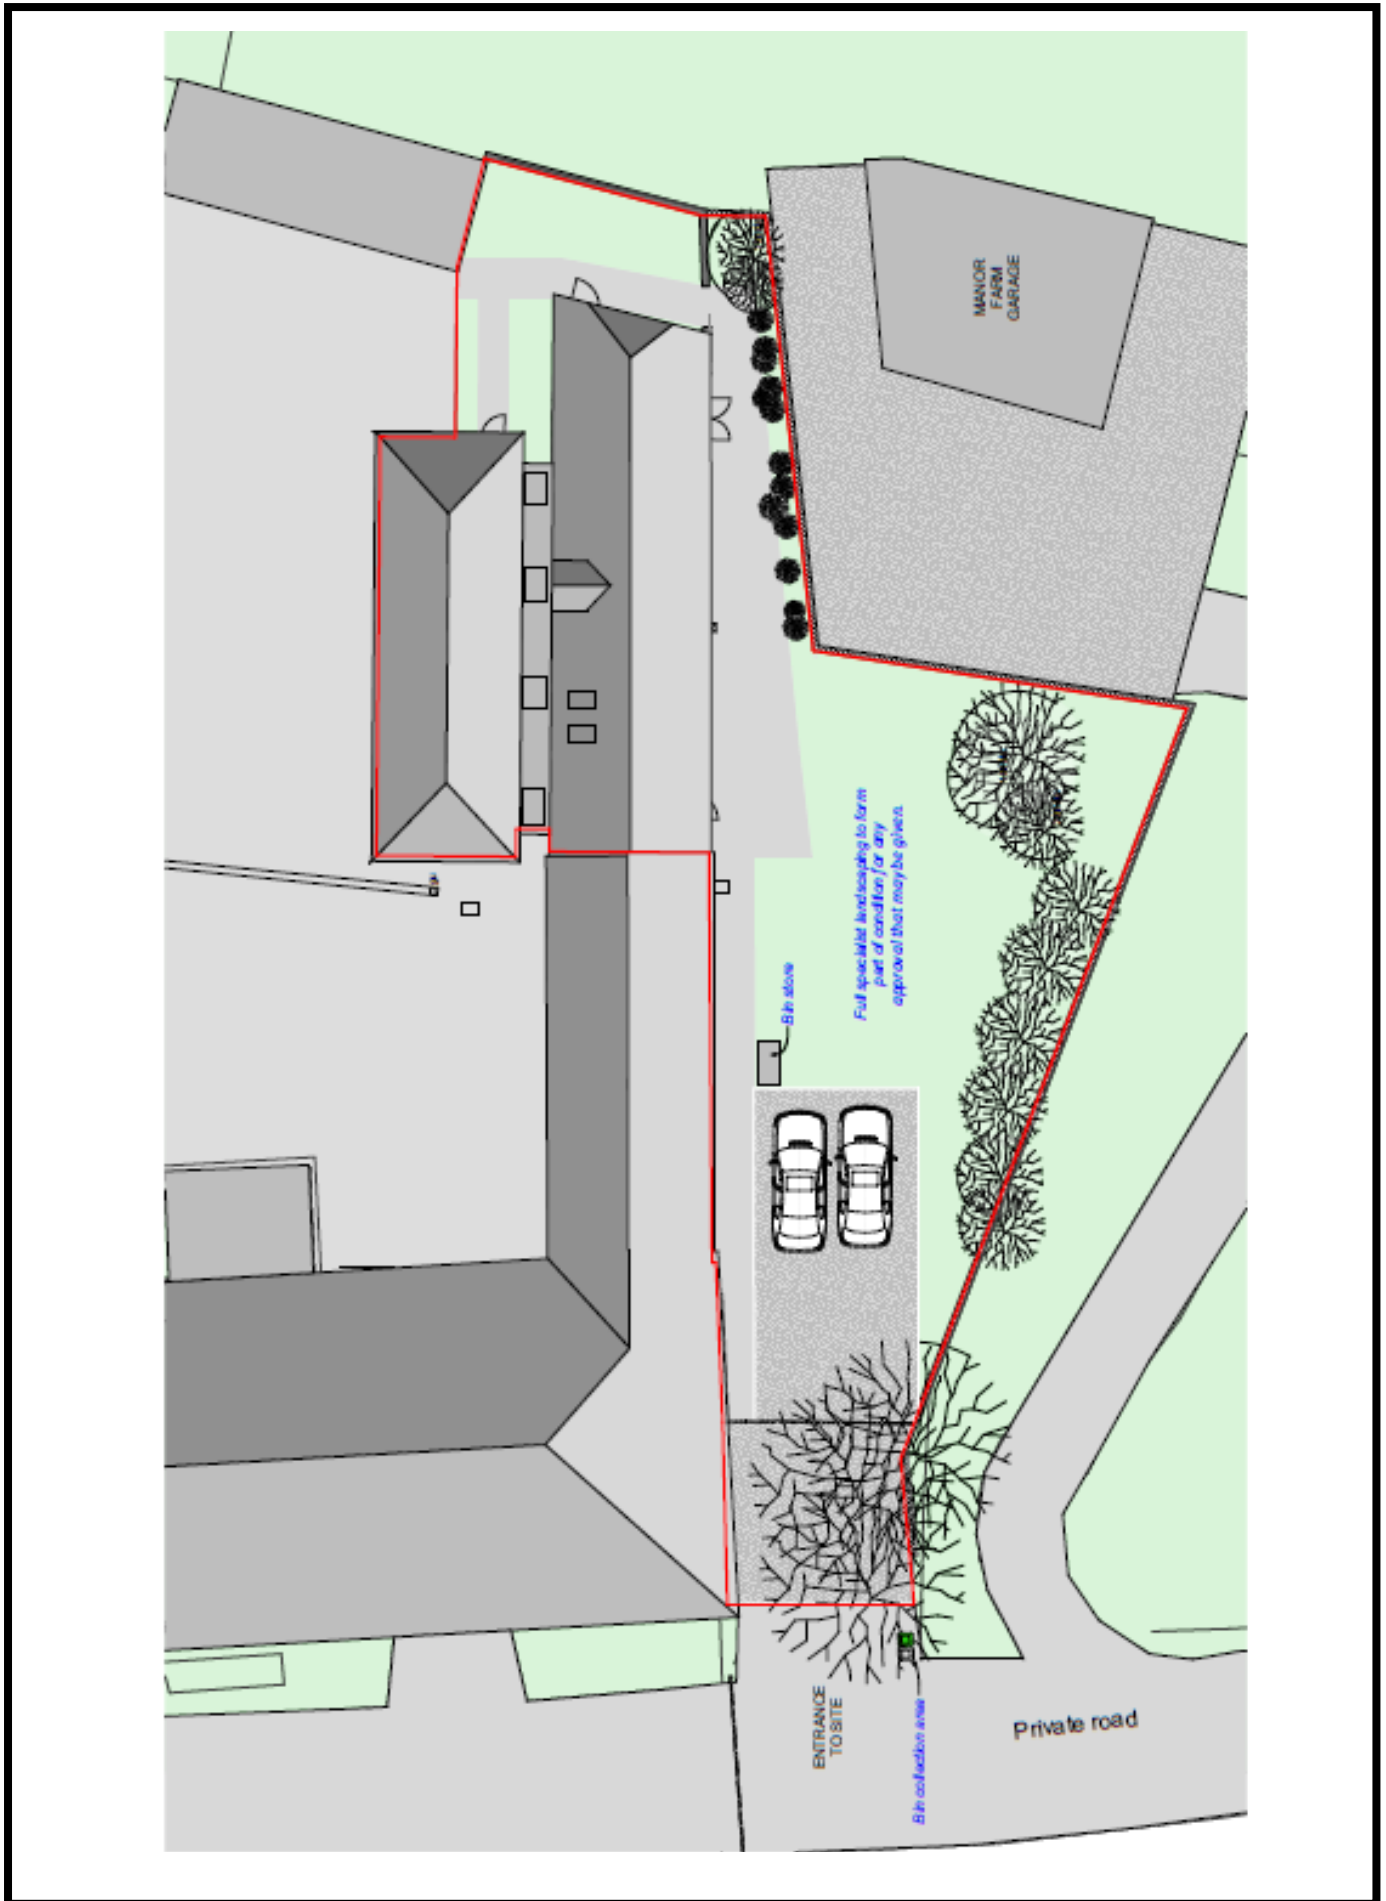 MANOR
FARM
GARAGE
Full specialist landscaping to form
part of condition for any
approval that may be given.
Bin store
ENTRANCE
TO SITE
Bin collection area
Private road